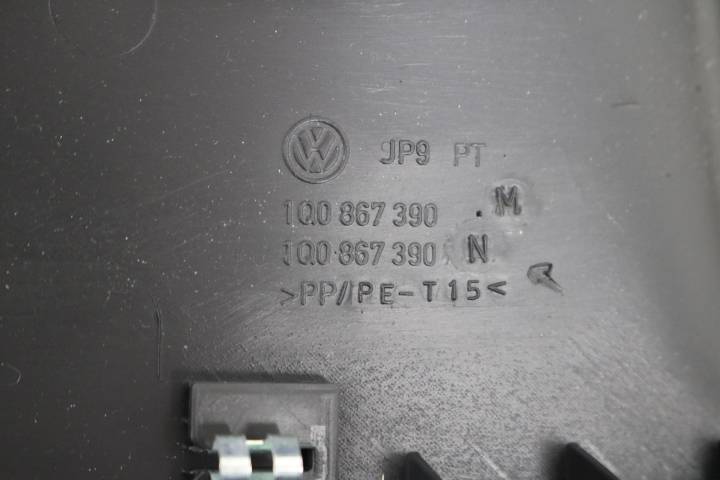 JP9 PT
1Q0 867 390 .M
1Q0 867 390 N
>PP/PE-T15<